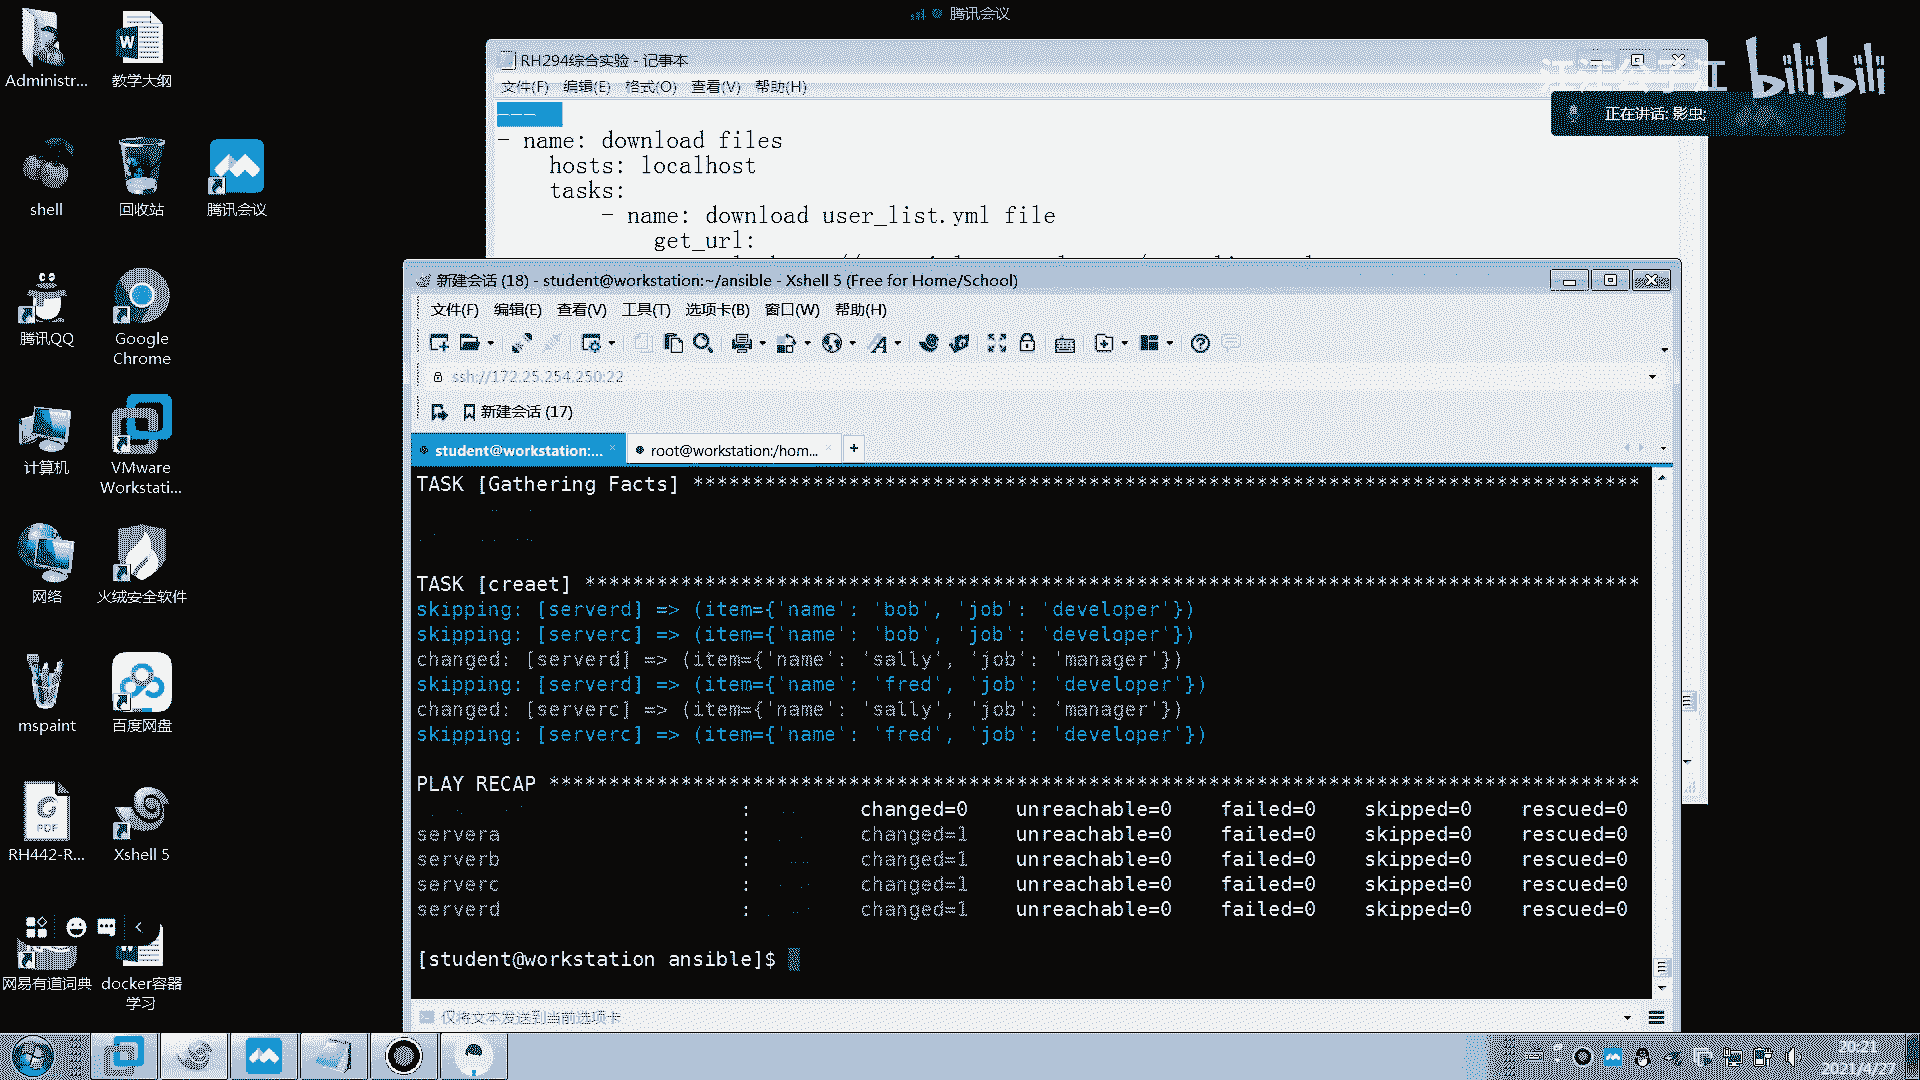 腾讯会议
Administr...
教学大纲
shell
回收站
腾讯会议
腾讯QQ
Google Chrome
计算机
VMware Workstati...
网络
火绒安全软件
mspaint
百度网盘
RH442-R...
Xshell 5
网易有道词典
docker容器学习
RH294综合实验 - 记事本
文件(F) 编辑(E) 格式(O) 查看(V) 帮助(H)
bilibili
正在讲话: 影虫;
---
- name: download files
hosts: localhost
tasks:
- name: download user_list.yml file
get_url:
新建会话 (18) - student@workstation:~/ansible - Xshell 5 (Free for Home/School)
文件(F) 编辑(E) 查看(V) 工具(T) 选项卡(B) 窗口(W) 帮助(H)
ssh://172.25.254.250:22
新建会话 (17)
student@workstation:... root@workstation:/hom...
TASK [Gathering Facts] *******************************************************************************
TASK [creaet] ****************************************************************************************
skipping: [serverd] => (item={'name': 'bob', 'job': 'developer'})
skipping: [serverc] => (item={'name': 'bob', 'job': 'developer'})
changed: [serverd] => (item={'name': 'sally', 'job': 'manager'})
skipping: [serverd] => (item={'name': 'fred', 'job': 'developer'})
changed: [serverc] => (item={'name': 'sally', 'job': 'manager'})
skipping: [serverc] => (item={'name': 'fred', 'job': 'developer'})
PLAY RECAP *******************************************************************************************
: changed=0 unreachable=0 failed=0 skipped=0 rescued=0
servera : changed=1 unreachable=0 failed=0 skipped=0 rescued=0
serverb : changed=1 unreachable=0 failed=0 skipped=0 rescued=0
serverc : changed=1 unreachable=0 failed=0 skipped=0 rescued=0
serverd : changed=1 unreachable=0 failed=0 skipped=0 rescued=0
[student@workstation ansible]$
仅将文本发送到当前选项卡
20:21
2021/4/27